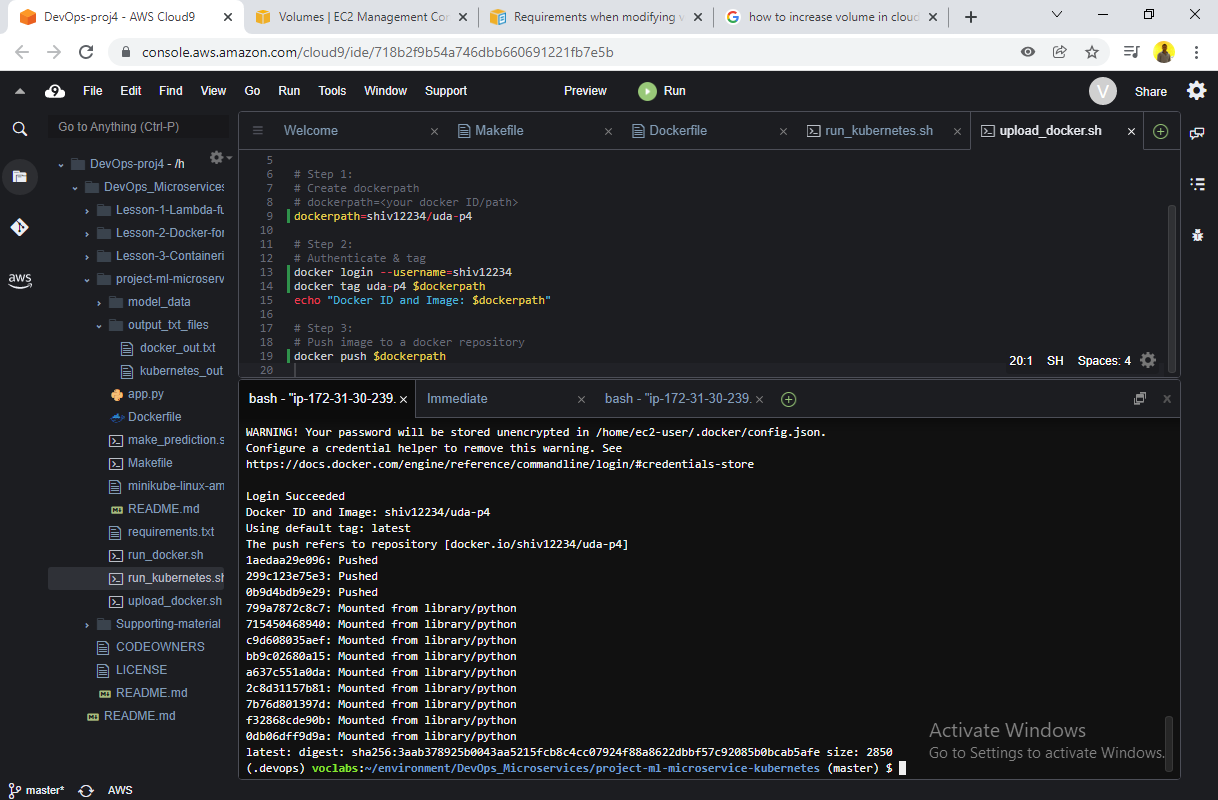 DevOps-proj4 - AWS Cloud9
Volumes | EC2 Management Con
Requirements when modifying v
how to increase volume in cloud
console.aws.amazon.com/cloud9/ide/718b2f9b54a746dbb660691221fb7e5b
9 File Edit Find View Go Run Tools Window Support Preview Run V Share
Go to Anything (Ctrl-P)
DevOps-proj4 - /h
DevOps_Microservices
Lesson-1-Lambda-fu
Lesson-2-Docker-for
Lesson-3-Containeri
project-ml-microserv
model_data
output_txt_files
docker_out.txt
kubernetes_out
app.py
Dockerfile
make_prediction.s
Makefile
minikube-linux-am
README.md
requirements.txt
run_docker.sh
run_kubernetes.sh
upload_docker.sh
Supporting-material
CODEOWNERS
LICENSE
README.md
README.md
aws
Welcome
Makefile
Dockerfile
run_kubernetes.sh
upload_docker.sh
5
6 # Step 1:
7 # Create dockerpath
8 # dockerpath=<your docker ID/path>
9 dockerpath=shiv12234/uda-p4
10
11 # Step 2:
12 # Authenticate & tag
13 docker login --username=shiv12234
14 docker tag uda-p4 $dockerpath
15 echo "Docker ID and Image: $dockerpath"
16
17 # Step 3:
18 # Push image to a docker repository
19 docker push $dockerpath
20
20:1 SH Spaces: 4
bash - "ip-172-31-30-239.
Immediate
bash - "ip-172-31-30-239.
WARNING! Your password will be stored unencrypted in /home/ec2-user/.docker/config.json.
Configure a credential helper to remove this warning. See
https://docs.docker.com/engine/reference/commandline/login/#credentials-store
Login Succeeded
Docker ID and Image: shiv12234/uda-p4
Using default tag: latest
The push refers to repository [docker.io/shiv12234/uda-p4]
1aedaa29e096: Pushed
299c123e75e3: Pushed
0b9d4bdb9e29: Pushed
799a7872c8c7: Mounted from library/python
715450468940: Mounted from library/python
c9d608035aef: Mounted from library/python
bb9c02680a15: Mounted from library/python
a637c551a0da: Mounted from library/python
2c8d31157b81: Mounted from library/python
7b76d801397d: Mounted from library/python
f32868cde90b: Mounted from library/python
0db06dff9d9a: Mounted from library/python
latest: digest: sha256:3aab378925b0043aa5215fcb8c4cc07924f88a8622dbbf57c92085b0bcab5afe size: 2850
(.devops) voclabs:~/environment/DevOps_Microservices/project-ml-microservice-kubernetes (master) $
Activate Windows
Go to Settings to activate Windows.
master* AWS